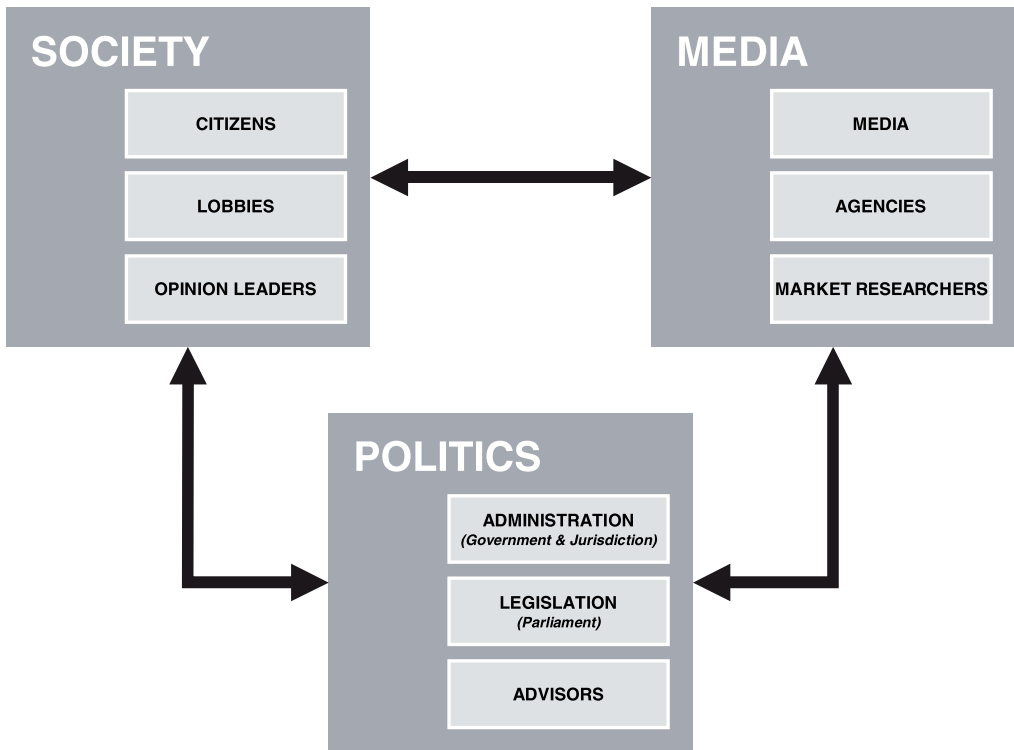 SOCIETY
CITIZENS
LOBBIES
OPINION LEADERS
MEDIA
MEDIA
AGENCIES
MARKET RESEARCHERS
POLITICS
ADMINISTRATION
(Government & Jurisdiction)
LEGISLATION
(Parliament)
ADVISORS